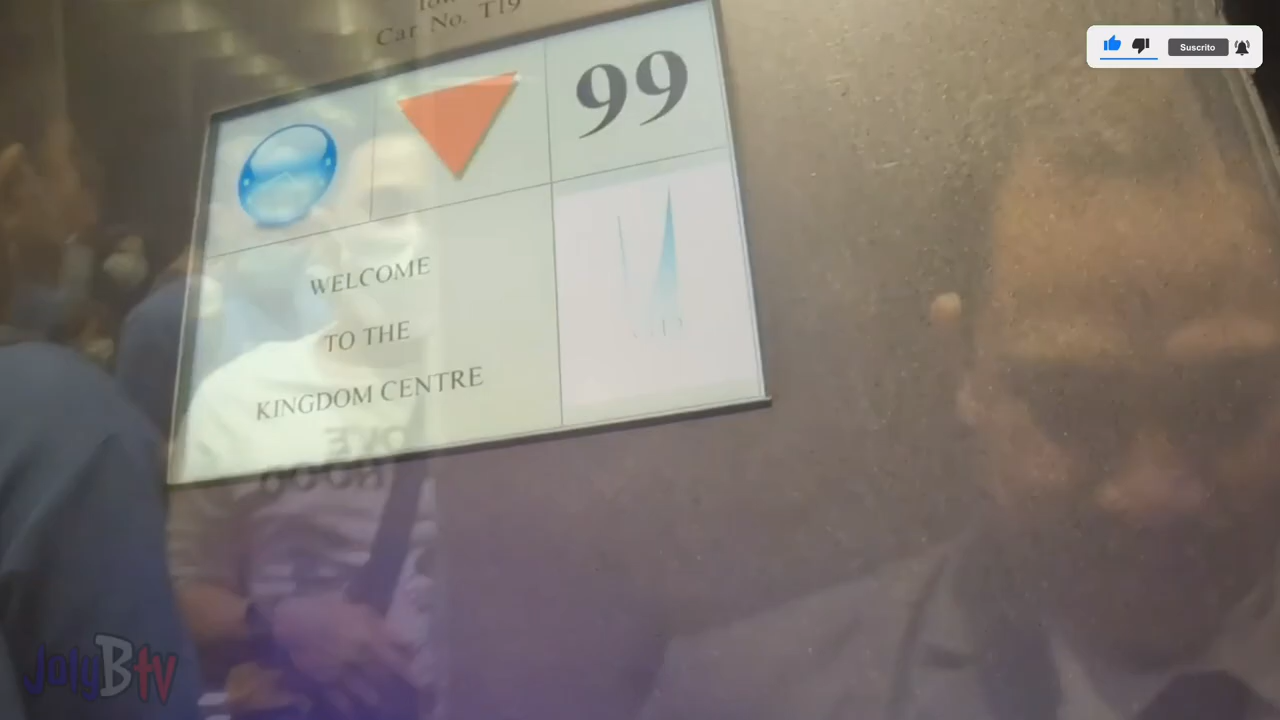 Car No. T19
99
WELCOME
TO THE
KINGDOM CENTRE
Suscrito
JolyBtv